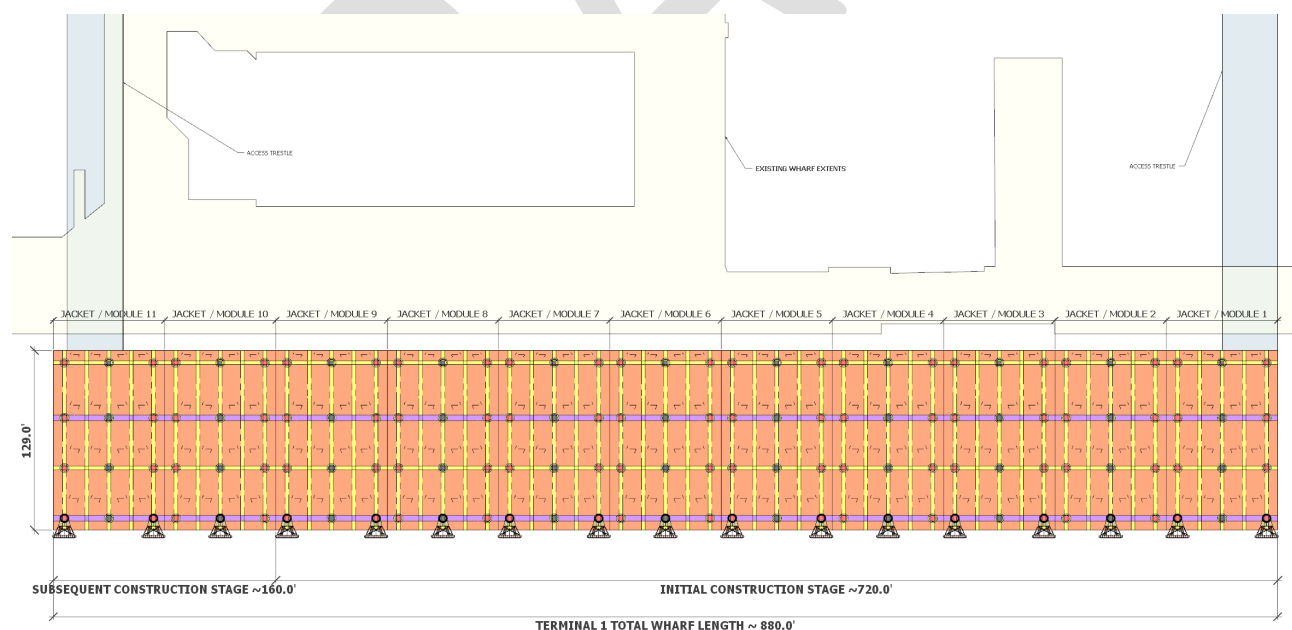 ACCESS TRESTLE
EXISTING WHARF EXTENTS
ACCESS TRESTLE
JACKET / MODULE 11
JACKET / MODULE 10
JACKET / MODULE 9
JACKET / MODULE 8
JACKET / MODULE 7
JACKET / MODULE 6
JACKET / MODULE 5
JACKET / MODULE 4
JACKET / MODULE 3
JACKET / MODULE 2
JACKET / MODULE 1
129.0'
SUBSEQUENT CONSTRUCTION STAGE ~160.0'
INITIAL CONSTRUCTION STAGE ~720.0'
TERMINAL 1 TOTAL WHARF LENGTH ~ 880.0'